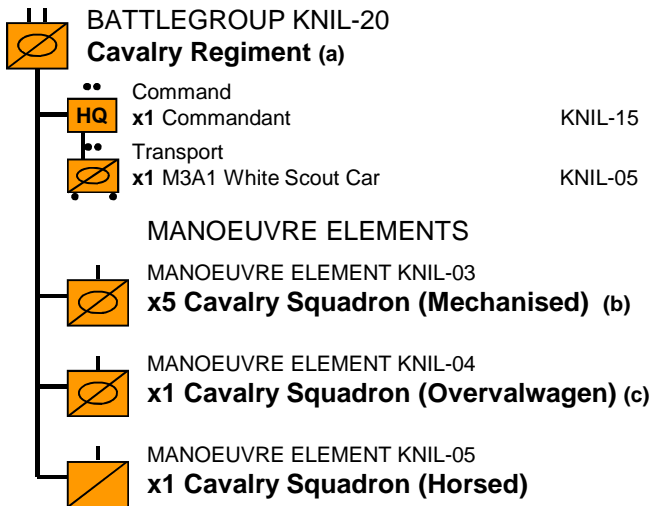 BATTLEGROUP KNIL-20
Cavalry Regiment (a)
Command
HQ x1 Commandant KNIL-15
Transport
x1 M3A1 White Scout Car KNIL-05
MANOEUVRE ELEMENTS
MANOEUVRE ELEMENT KNIL-03
x5 Cavalry Squadron (Mechanised) (b)
MANOEUVRE ELEMENT KNIL-04
x1 Cavalry Squadron (Overvalwagen) (c)
MANOEUVRE ELEMENT KNIL-05
x1 Cavalry Squadron (Horsed)